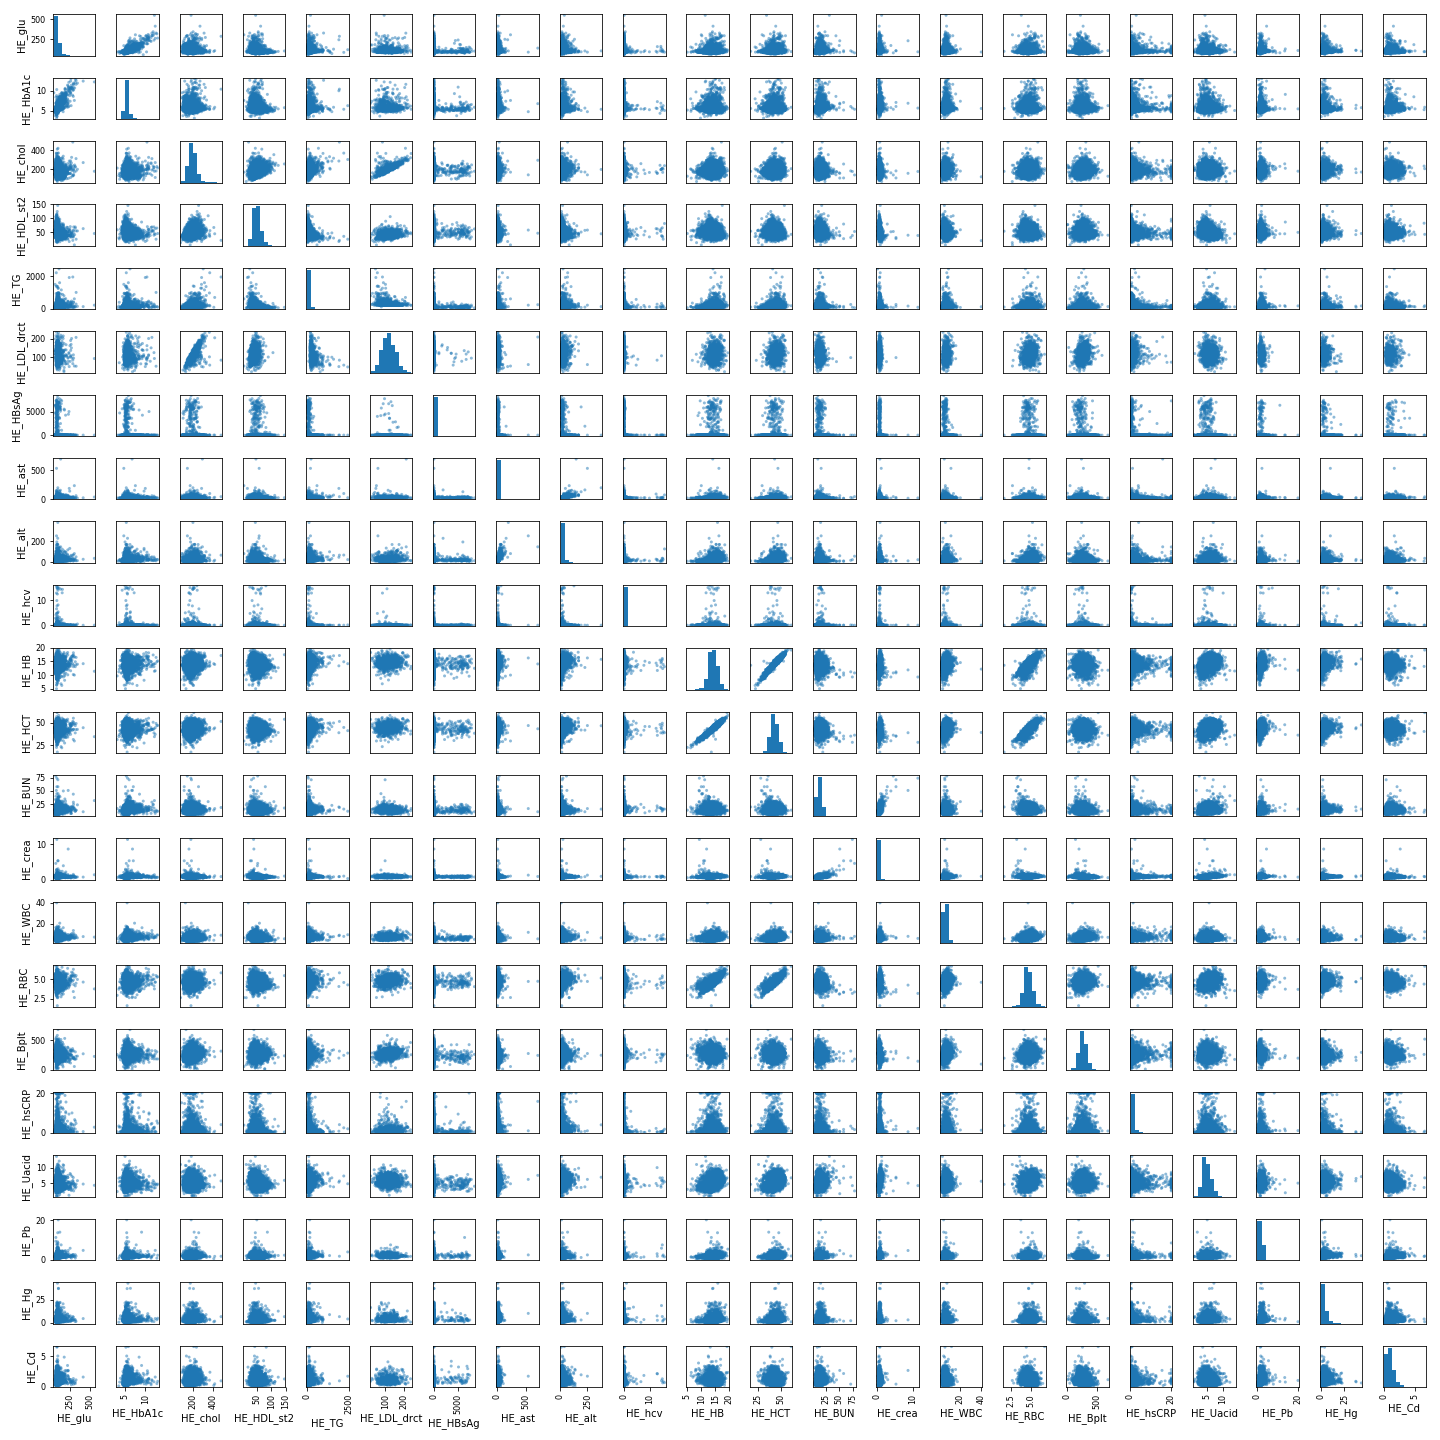 HE_glu
500
250
HE_HbA1c
10
5
HE_chol
400
200
HE_HDL_st2
150
100
50
HE_TG
2000
0
HE_LDL_drct
200
100
HE_HBsAg
5000
0
HE_ast
500
0
HE_alt
200
0
HE_hcv
10
0
HE_HB
20
15
10
5
HE_HCT
50
25
HE_BUN
75
50
25
HE_crea
10
0
HE_WBC
40
20
HE_RBC
5.0
2.5
HE_Bplt
500
0
HE_hsCRP
20
0
HE_Uacid
10
5
HE_Pb
20
0
HE_Hg
25
0
HE_Cd
5
0
250 500 5 10 200 400 50 100 150 0 2500 100 200 0 5000 0 500 0 250 0 10 5 10 15 20 25 50 25 50 75 0 10 20 40 2.5 5.0 0 500 0 20 5 10 0 20 0 25 0 5
HE_glu HE_HbA1c HE_chol HE_HDL_st2 HE_TG HE_LDL_drct HE_HBsAg HE_ast HE_alt HE_hcv HE_HB HE_HCT HE_BUN HE_crea HE_WBC HE_RBC HE_Bplt HE_hsCRP HE_Uacid HE_Pb HE_Hg HE_Cd